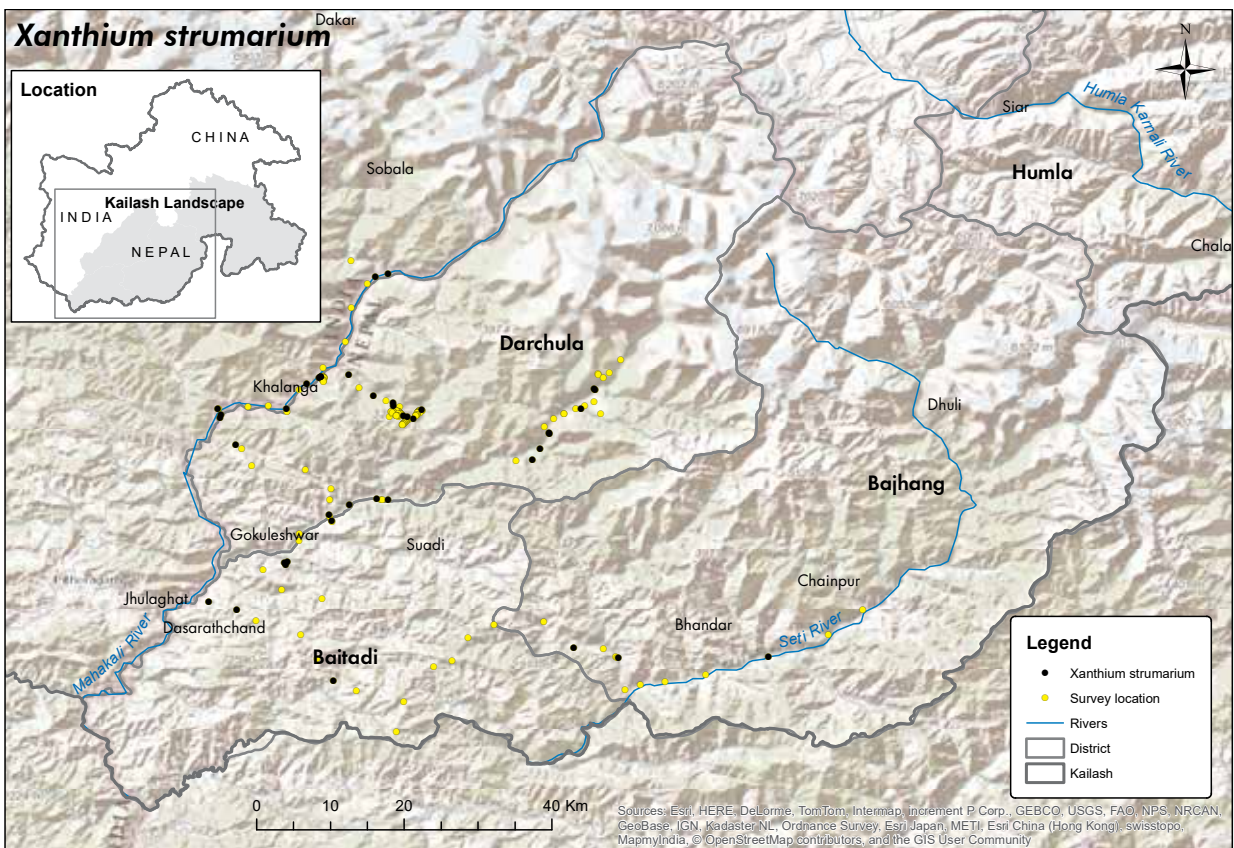 Dakar
Xanthium strumarium
N
Location
CHINA
Kailash Landscape
INDIA
NEPAL
Siar
Humla Karnali River
Humla
Sobala
Chala
Darchula
Khalanga
Dhuli
Bajhang
Gokuleshwar
Suadi
Chainpur
Jhulaghat
Dasarathchand
Bhandar
Seti River
Mahakali River
Baitadi
Legend
Xanthium strumarium
Survey location
Rivers
District
Kailash
0 10 20 40 Km
Sources: Esri, HERE, DeLorme, TomTom, Intermap, increment P Corp., GEBCO, USGS, FAO, NPS, NRCAN,
GeoBase, IGN, Kadaster NL, Ordnance Survey, Esri Japan, METI, Esri China (Hong Kong), swisstopo,
MapmyIndia, © OpenStreetMap contributors, and the GIS User Community